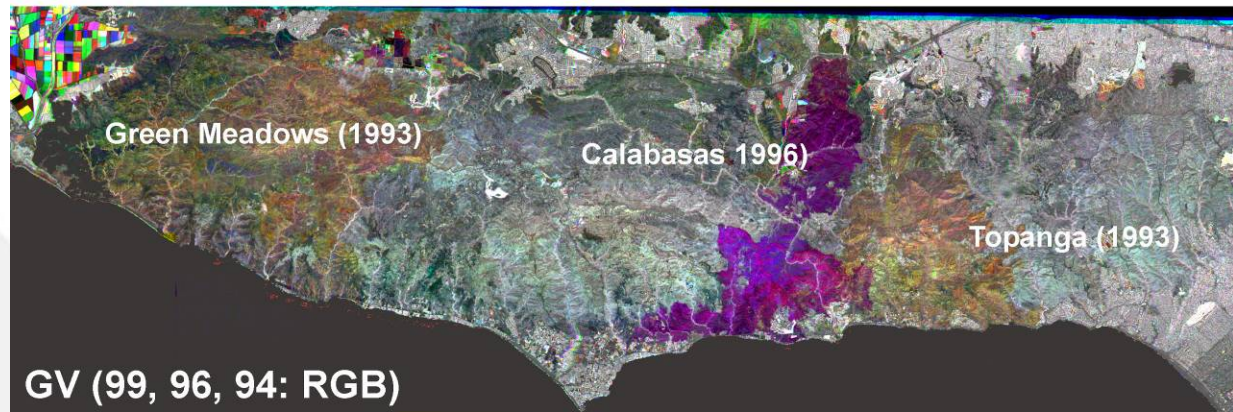 Green Meadows (1993)
Calabasas 1996)
Topanga (1993)
GV (99, 96, 94: RGB)